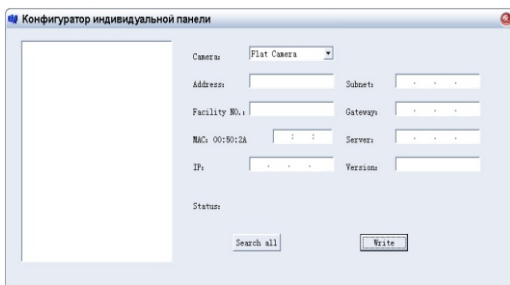 Конфигуратор индивидуальной панели
Camera: Flat Camera
Address: Subnet: . . .
Facility NO.: Gateway: . . .
MAC: 00:50:2A : : Server: . . .
IP: . . . Version:
Status:
Search all Write